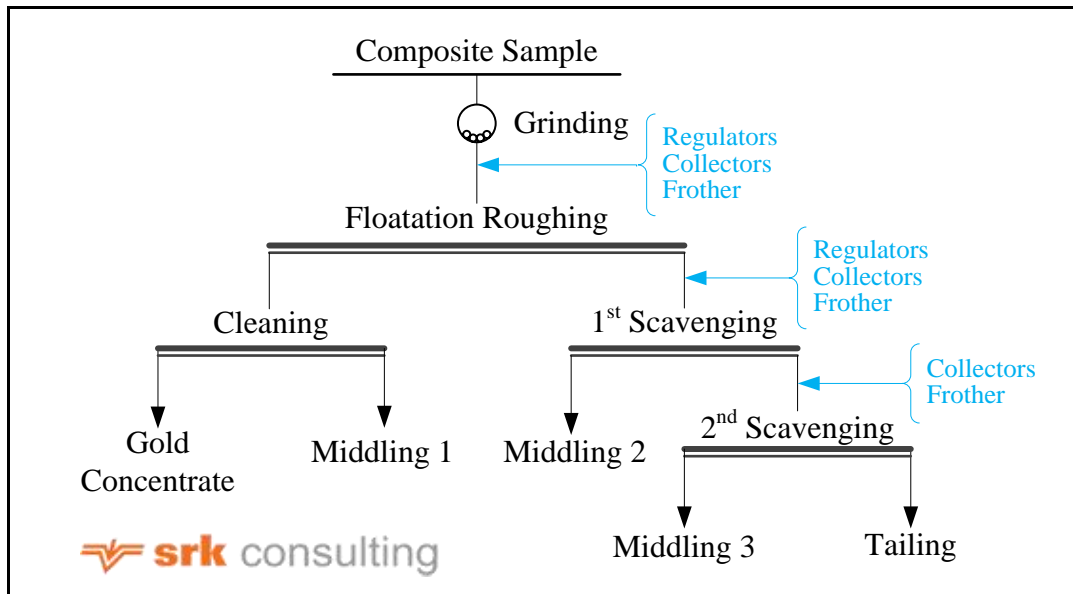 Composite Sample
Grinding
Regulators
Collectors
Frother
Floatation Roughing
Regulators
Collectors
Frother
Cleaning
1st Scavenging
Collectors
Frother
Gold
Concentrate
Middling 1
Middling 2
2nd Scavenging
Middling 3
Tailing
srk consulting